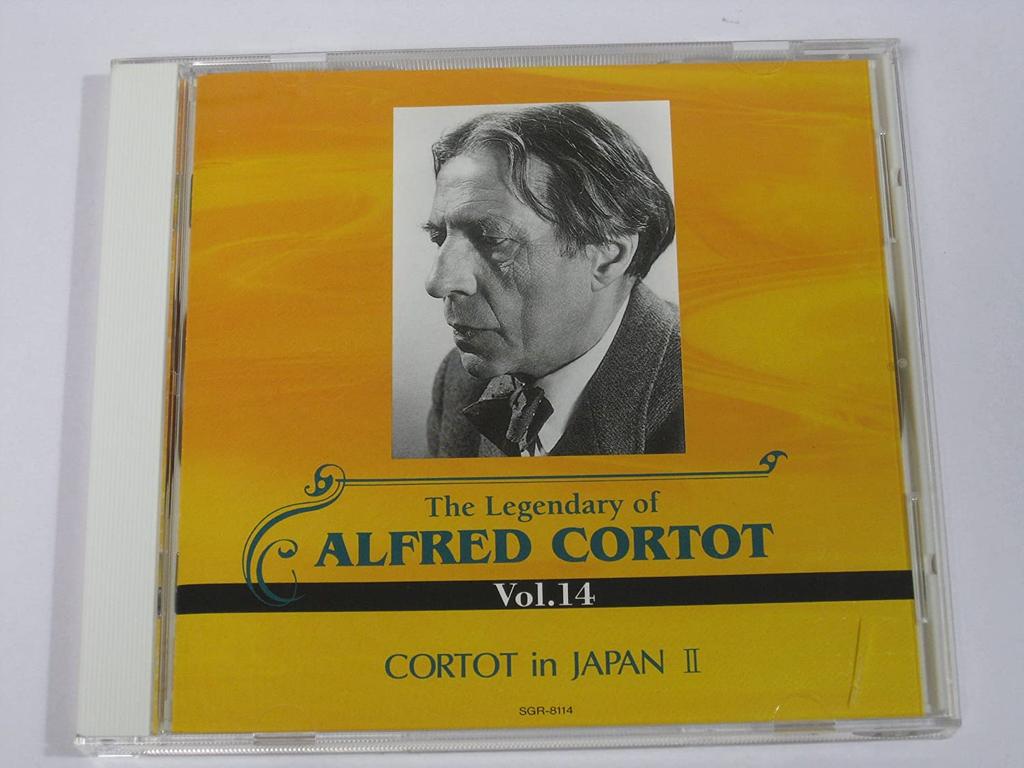 The Legendary of
ALFRED CORTOT
Vol.14
CORTOT in JAPAN Ⅱ
SGR-8114